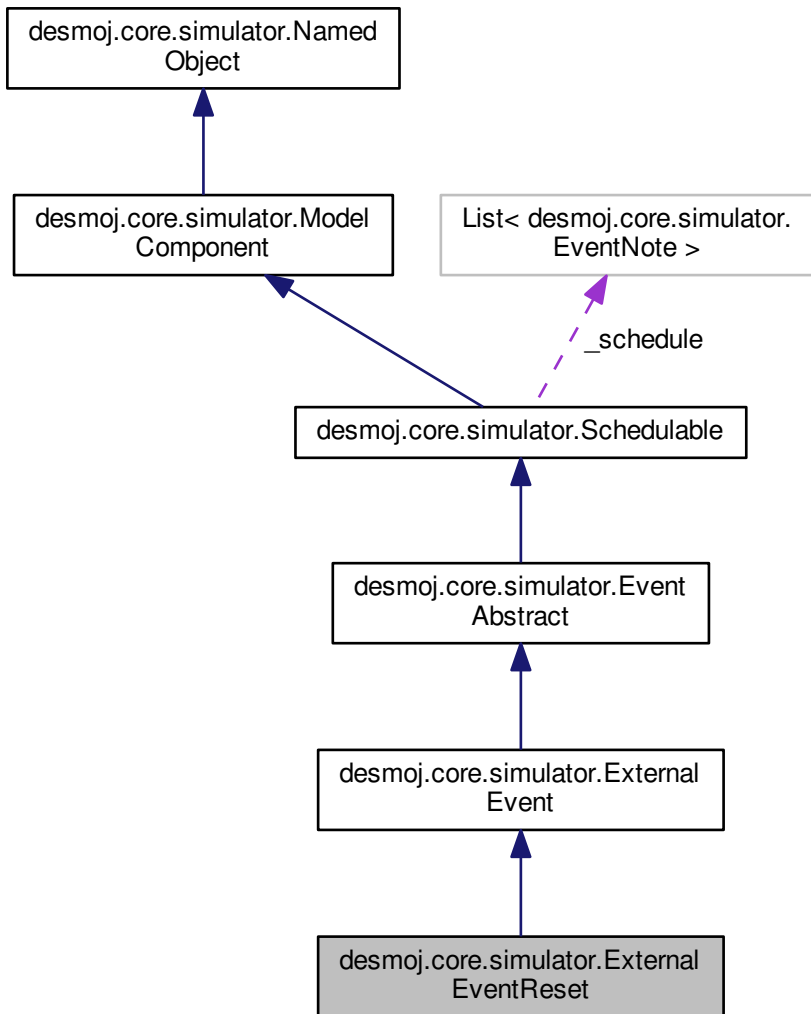 desmoj.core.simulator.Named
Object
desmoj.core.simulator.Model
Component
List< desmoj.core.simulator.
EventNote >
_schedule
desmoj.core.simulator.Schedulable
desmoj.core.simulator.Event
Abstract
desmoj.core.simulator.External
Event
desmoj.core.simulator.External
EventReset